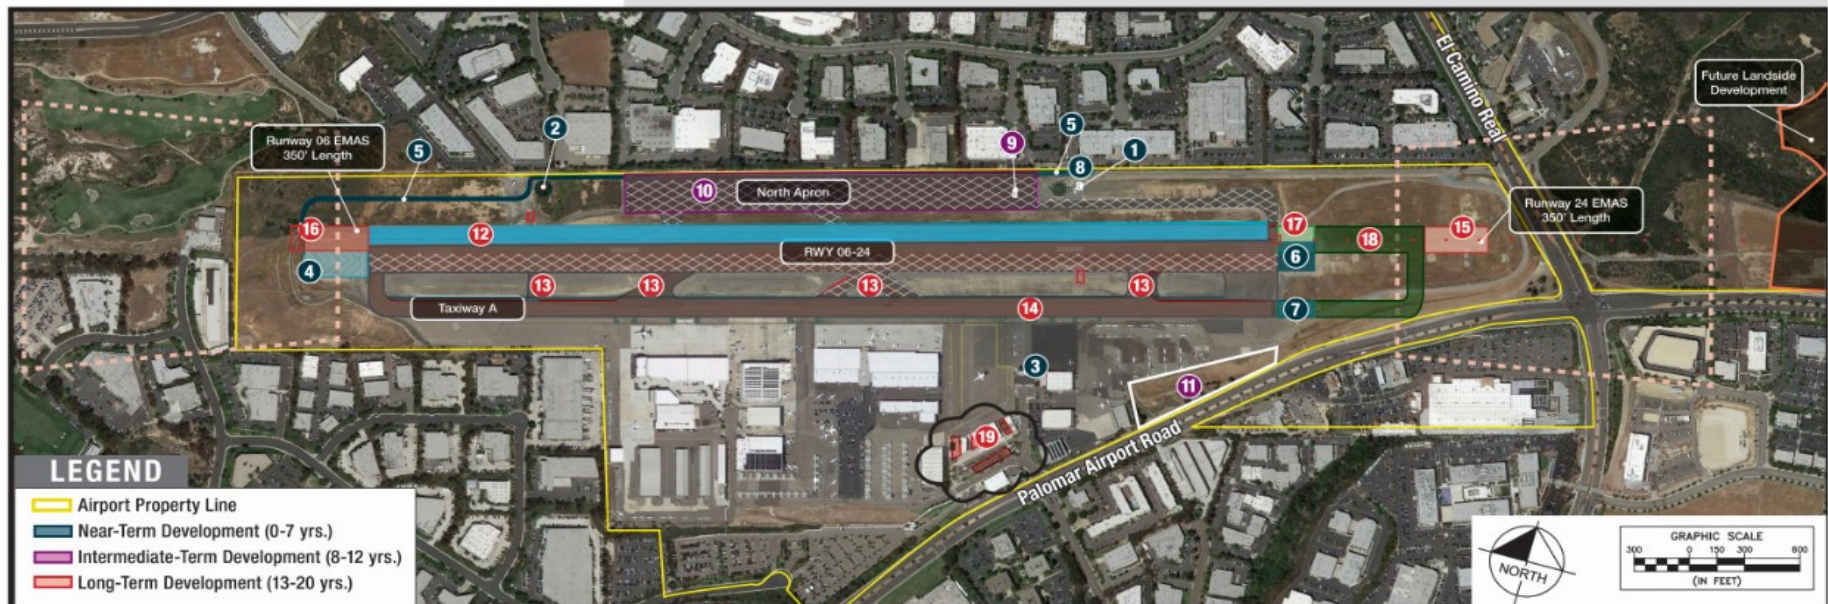 El Camino Real
Future Landside
Development
2
5
9
5
8
1
Runway 06 EMAS
350' Length
5
10
North Apron
Runway 24 EMAS
350' Length
16
12
17
18
15
RWY 06-24
4
6
13
13
13
13
Taxiway A
14
7
3
11
19
Palomar Airport Road
LEGEND
Airport Property Line
Near-Term Development (0-7 yrs.)
Intermediate-Term Development (8-12 yrs.)
Long-Term Development (13-20 yrs.)
NORTH
GRAPHIC SCALE
300 0 150 300 600
(IN FEET)